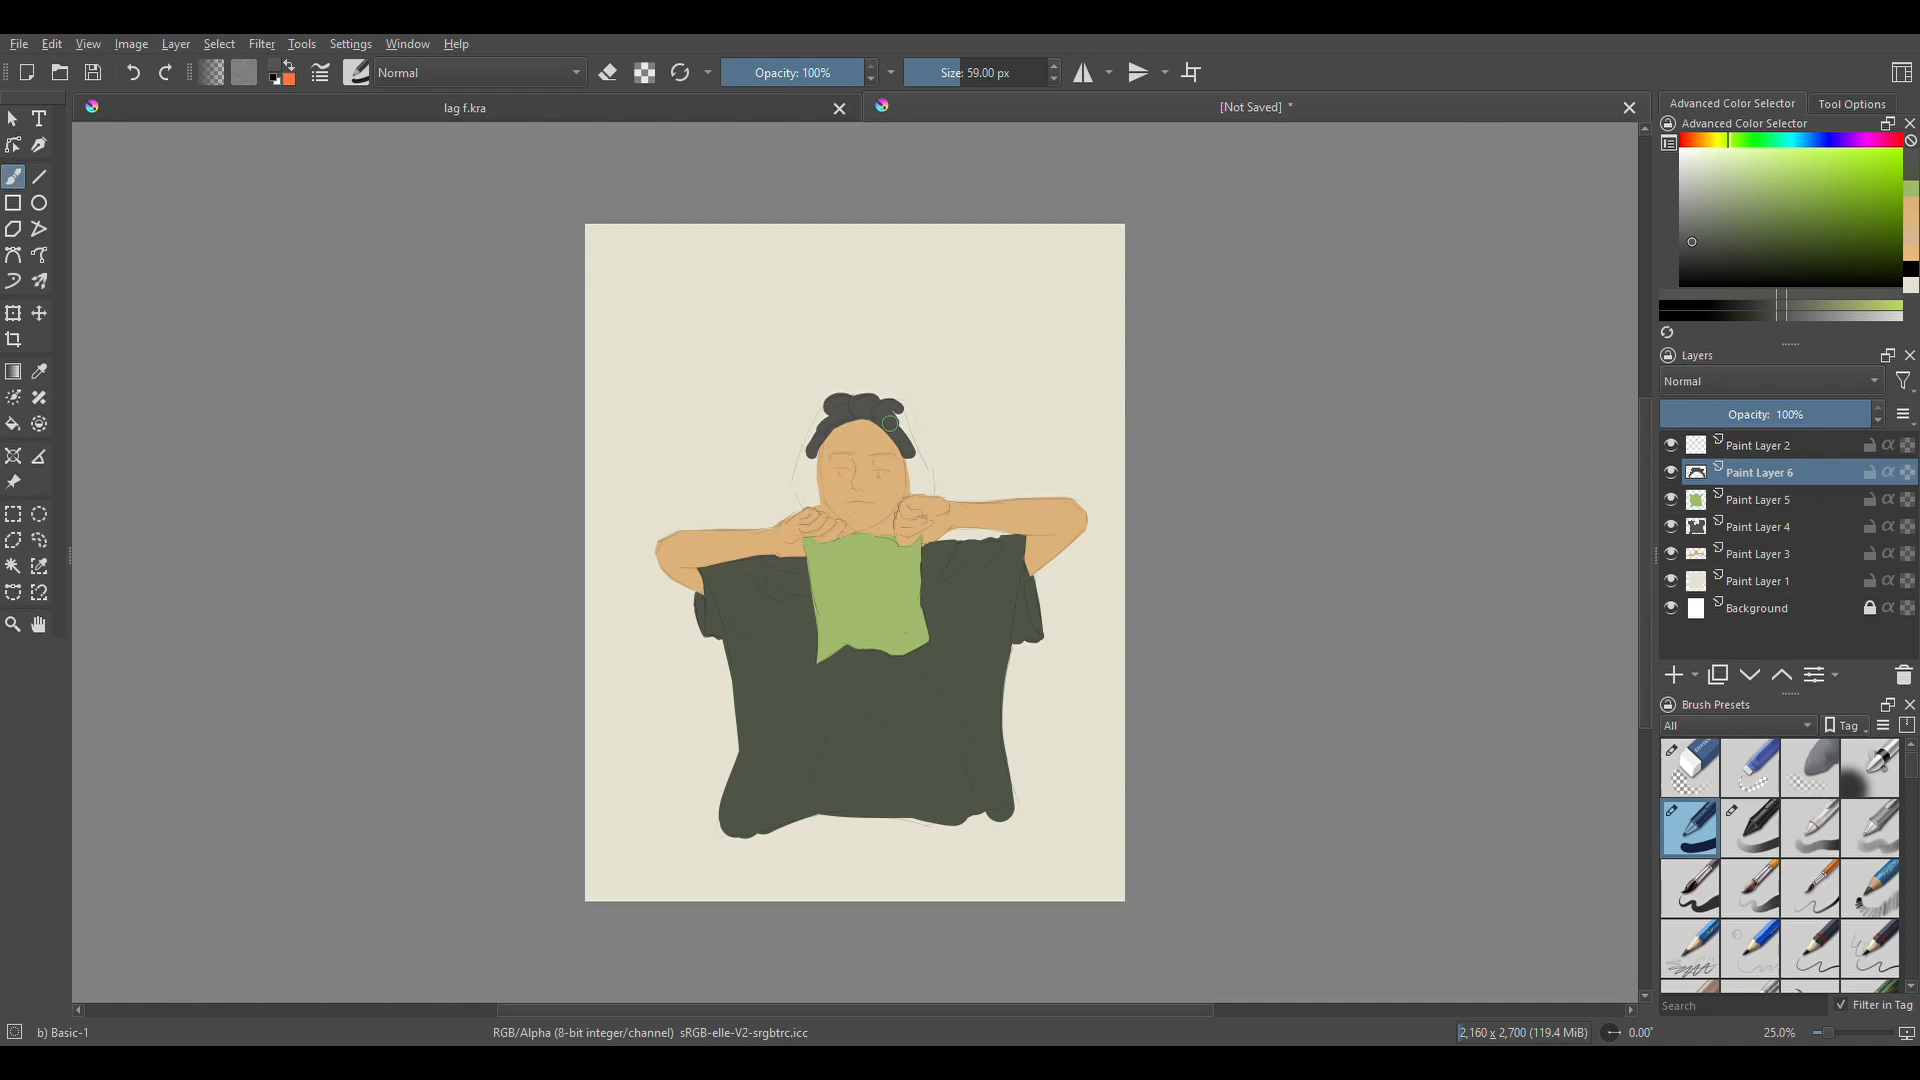 File Edit View Image Layer Select Filter Tools Settings Window Help
Normal Opacity: 100% Size: 59.00 px
lag f.kra [Not Saved] *
Advanced Color Selector Tool Options
Advanced Color Selector
Layers
Normal
Opacity: 100%
Paint Layer 2
Paint Layer 6
Paint Layer 5
Paint Layer 4
Paint Layer 3
Paint Layer 1
Background
Brush Presets
All Tag
Search Filter in Tag
b) Basic-1 RGB/Alpha (8-bit integer/channel) sRGB-elle-V2-srgbtrc.icc 2,160 x 2,700 (119.4 MiB) 0.00° 25.0%